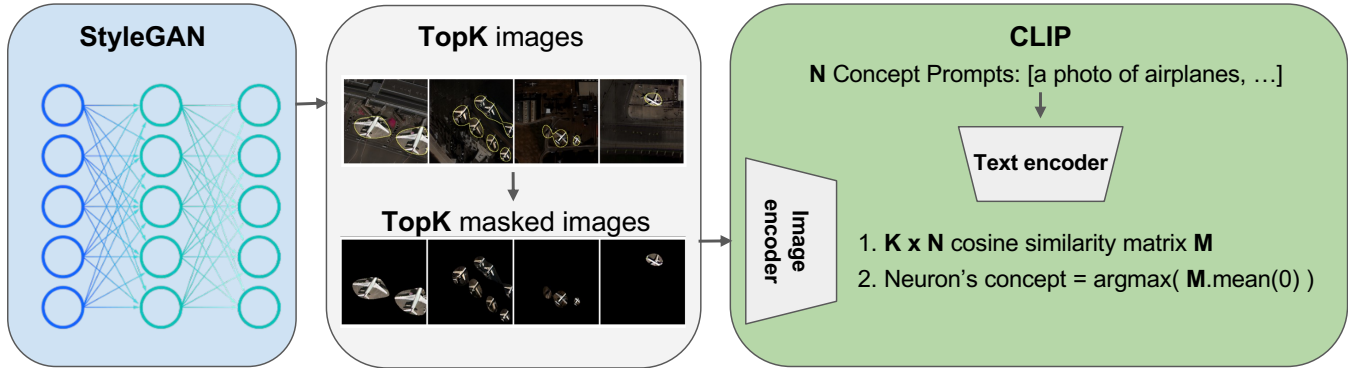 StyleGAN
TopK images
TopK masked images
CLIP
N Concept Prompts: [a photo of airplanes, …]
Text encoder
Image
encoder
1. K x N cosine similarity matrix M
2. Neuron’s concept = argmax( M.mean(0) )